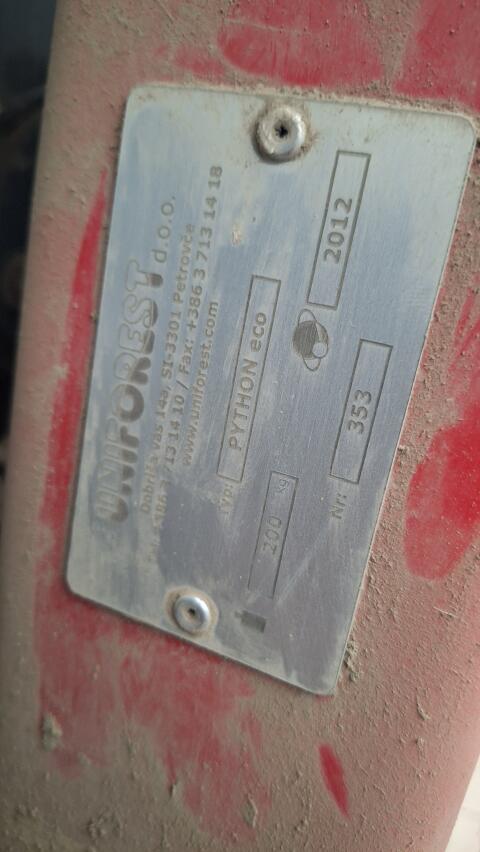 UNIFOREST d.o.o.
Dobriša vas 14a, SI-3301 Petrovče
Tel: +386 3 713 14 10 / Fax: +386 3 713 14 18
www.uniforest.com
Typ: PYTHON eco
2012
200 kg
Nr: 353